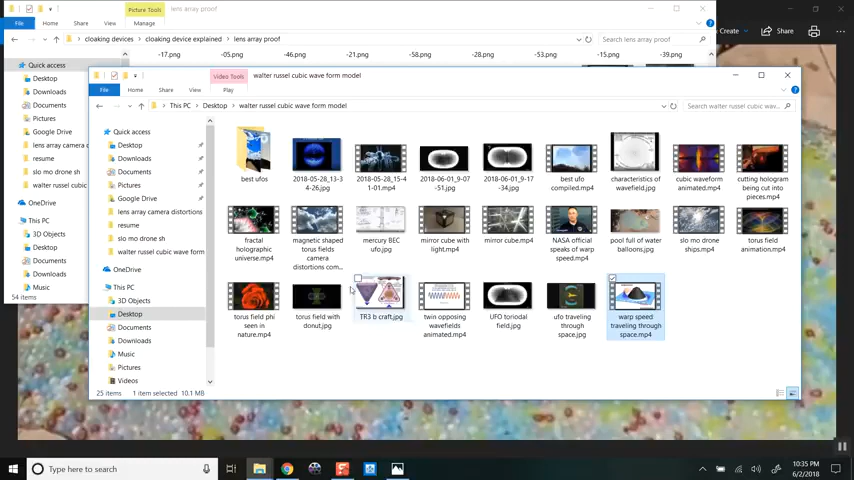 Picture Tools
lens array proof
File
Home
Share
View
Manage
cloaking devices
cloaking device explained
lens array proof
Search lens array proof
Create
Share
-17.png
-05.png
-46.png
-21.png
-58.png
-28.png
-53.png
-15.png
-39.png
Quick access
Desktop
Downloads
Documents
Pictures
Google Drive
lens array camera
resume
slo mo drone sh
walter russel cubic
OneDrive
This PC
3D Objects
Desktop
Documents
Downloads
Music
54 items
Video Tools
walter russel cubic wave form model
File
Home
Share
View
Play
This PC
Desktop
walter russel cubic wave form model
Search walter russel cubic wav...
Quick access
Desktop
Downloads
Documents
Pictures
Google Drive
lens array camera distortions
resume
slo mo drone sh
walter russel cubic wave form
OneDrive
This PC
3D Objects
Desktop
Documents
Downloads
Music
Pictures
Videos
best ufos
2018-05-28_13-3
4-26.jpg
2018-05-28_15-4
1-01.mp4
2018-06-01_9-07
-51.jpg
2018-06-01_9-17
-34.jpg
best ufo
compiled.mp4
characteristics of
wavefield.jpg
cubic waveform
animated.mp4
cutting hologram
being cut into
pieces.mp4
fractal
holographic
universe.mp4
magnetic shaped
torus fields
camera
distortions com...
mercury BEC
ufo.jpg
mirror cube with
light.mp4
mirror cube.mp4
NASA official
speaks of warp
speed.mp4
pool full of water
balloons.jpg
slo mo drone
ships.mp4
torus field
animation.mp4
torus field phi
seen in
nature.mp4
torus field with
donut.jpg
TR3 b craft.jpg
twin opposing
wavefields
animated.mp4
UFO toriodal
field.jpg
ufo traveling
through
space.jpg
warp speed
traveling through
space.mp4
25 items
1 item selected 10.1 MB
Type here to search
10:35 PM
6/2/2018